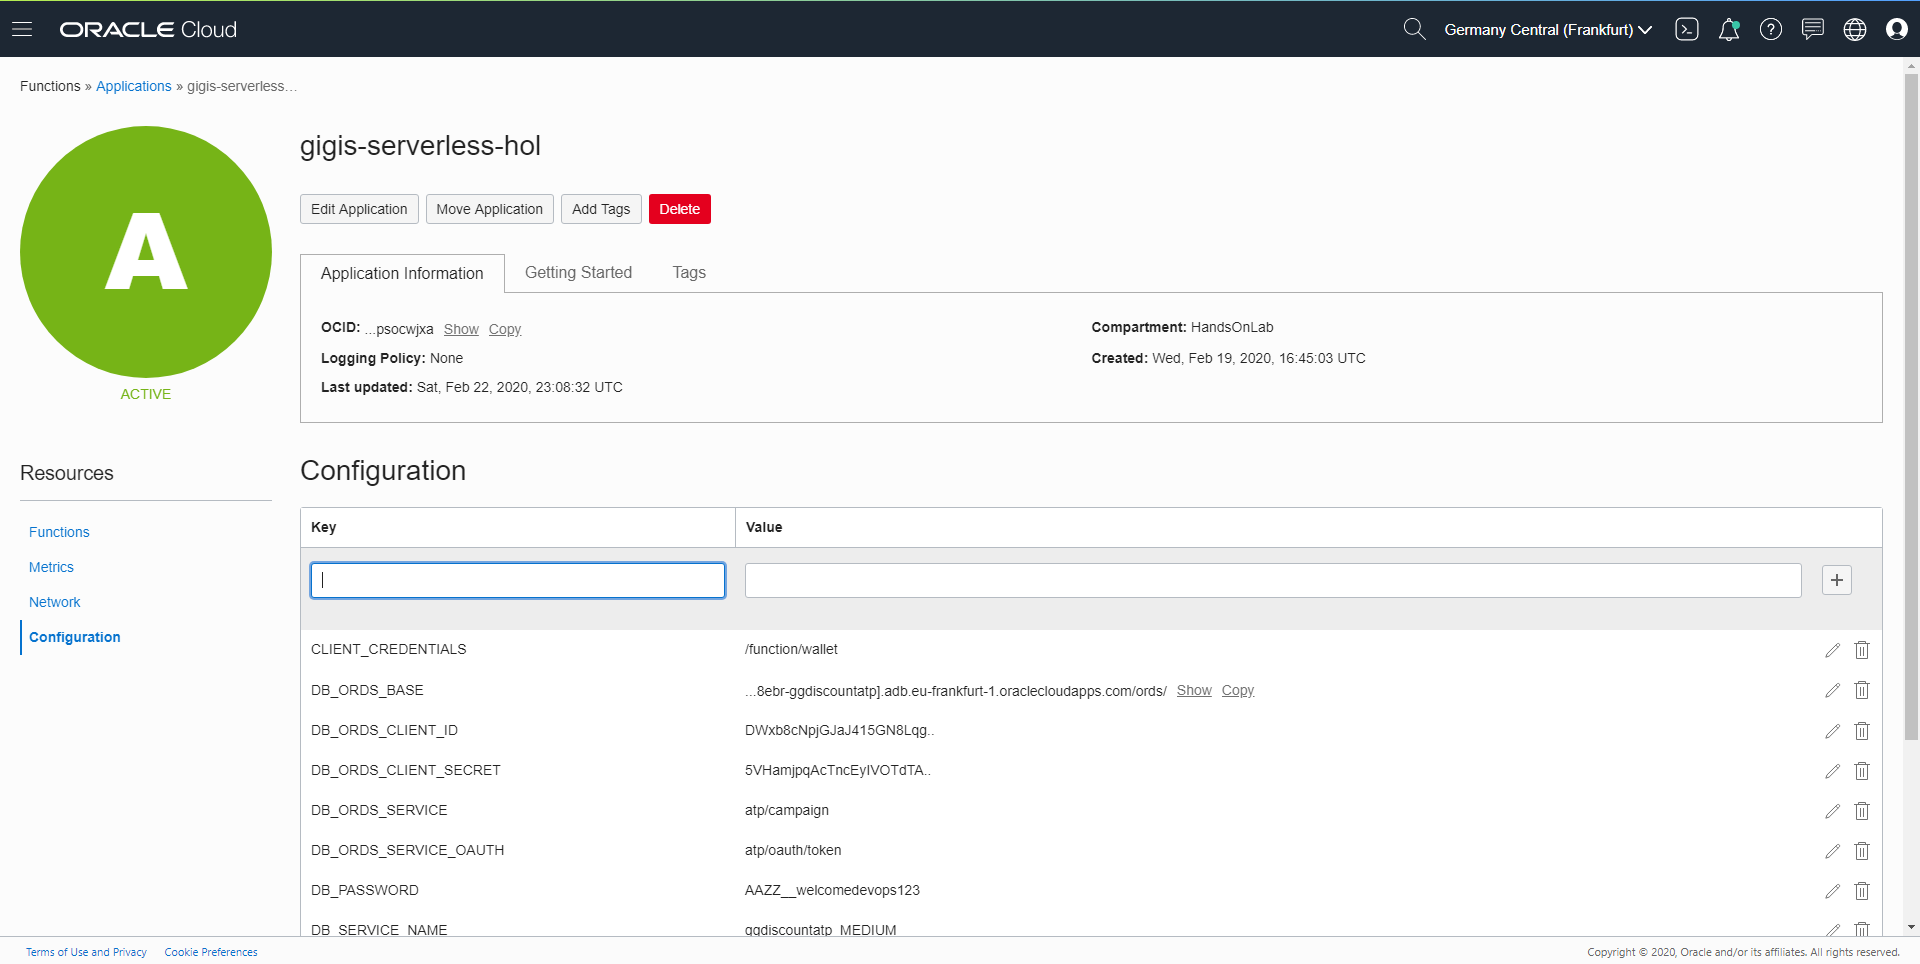 ORACLE Cloud
Germany Central (Frankfurt)
Functions » Applications » gigis-serverless...
A
ACTIVE
gigis-serverless-hol
Edit Application Move Application Add Tags Delete
Application Information Getting Started Tags
OCID: ...psocwjxa Show Copy
Compartment: HandsOnLab
Logging Policy: None
Created: Wed, Feb 19, 2020, 16:45:03 UTC
Last updated: Sat, Feb 22, 2020, 23:08:32 UTC
Resources
Functions
Metrics
Network
Configuration
Configuration
Key Value
CLIENT_CREDENTIALS /function/wallet
DB_ORDS_BASE ...8ebr-ggdiscountatp].adb.eu-frankfurt-1.oraclecloudapps.com/ords/ Show Copy
DB_ORDS_CLIENT_ID DWxb8cNpjGJaJ415GN8Lqg..
DB_ORDS_CLIENT_SECRET 5VHamjpqAcTncEyIVOTdTA..
DB_ORDS_SERVICE atp/campaign
DB_ORDS_SERVICE_OAUTH atp/oauth/token
DB_PASSWORD AAZZ__welcomedevops123
DB_SERVICE_NAME ggdiscountatp_MEDIUM
Terms of Use and Privacy Cookie Preferences
Copyright © 2020, Oracle and/or its affiliates. All rights reserved.